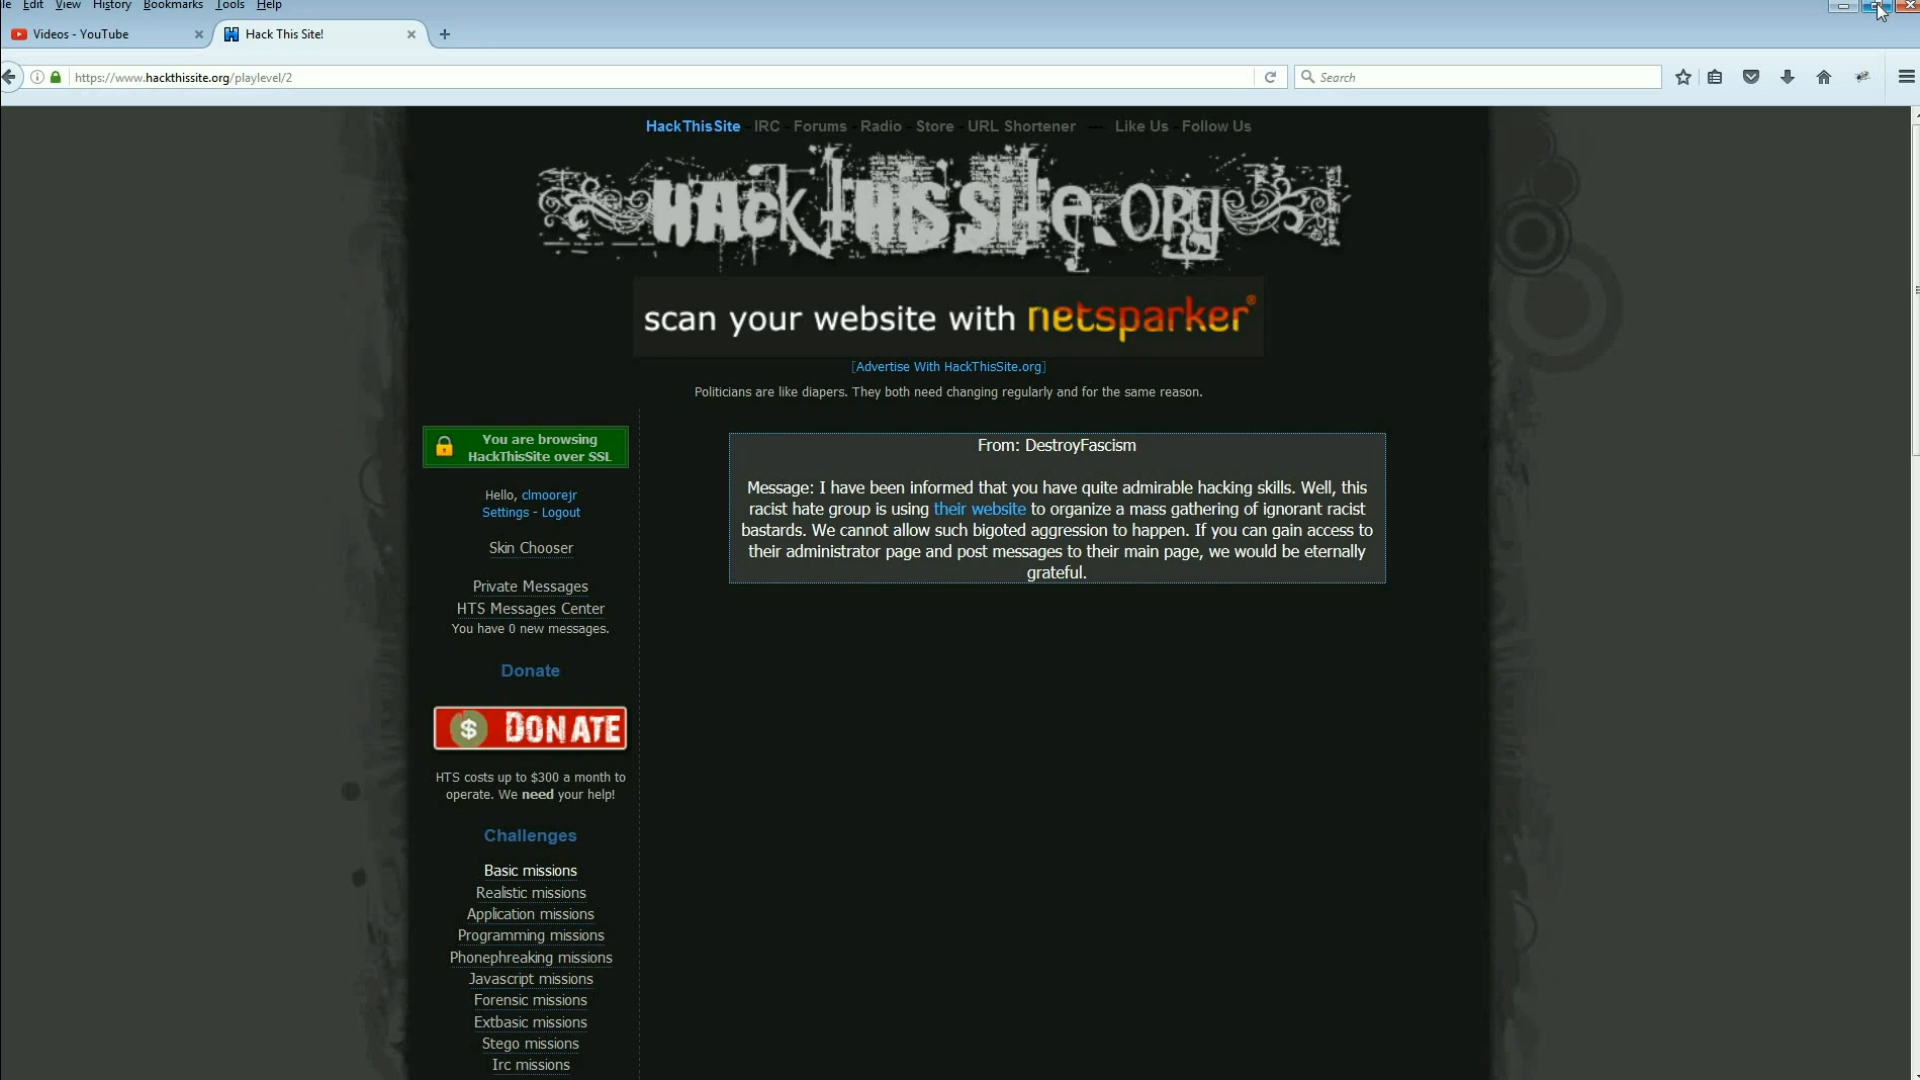 le Edit View History Bookmarks Tools Help
Videos - YouTube
Hack This Site!
https://www.hackthissite.org/playlevel/2
Search
HackThisSite - IRC - Forums - Radio - Store - URL Shortener — Like Us - Follow Us
HACK THIS SITE.ORG
scan your website with netsparker®
[Advertise With HackThisSite.org]
Politicians are like diapers. They both need changing regularly and for the same reason.
You are browsing
HackThisSite over SSL
Hello, clmoorejr
Settings - Logout
Skin Chooser
Private Messages
HTS Messages Center
You have 0 new messages.
Donate
$ DONATE
HTS costs up to $300 a month to
operate. We need your help!
Challenges
Basic missions
Realistic missions
Application missions
Programming missions
Phonephreaking missions
Javascript missions
Forensic missions
Extbasic missions
Stego missions
Irc missions
From: DestroyFascism
Message: I have been informed that you have quite admirable hacking skills. Well, this
racist hate group is using their website to organize a mass gathering of ignorant racist
bastards. We cannot allow such bigoted aggression to happen. If you can gain access to
their administrator page and post messages to their main page, we would be eternally
grateful.